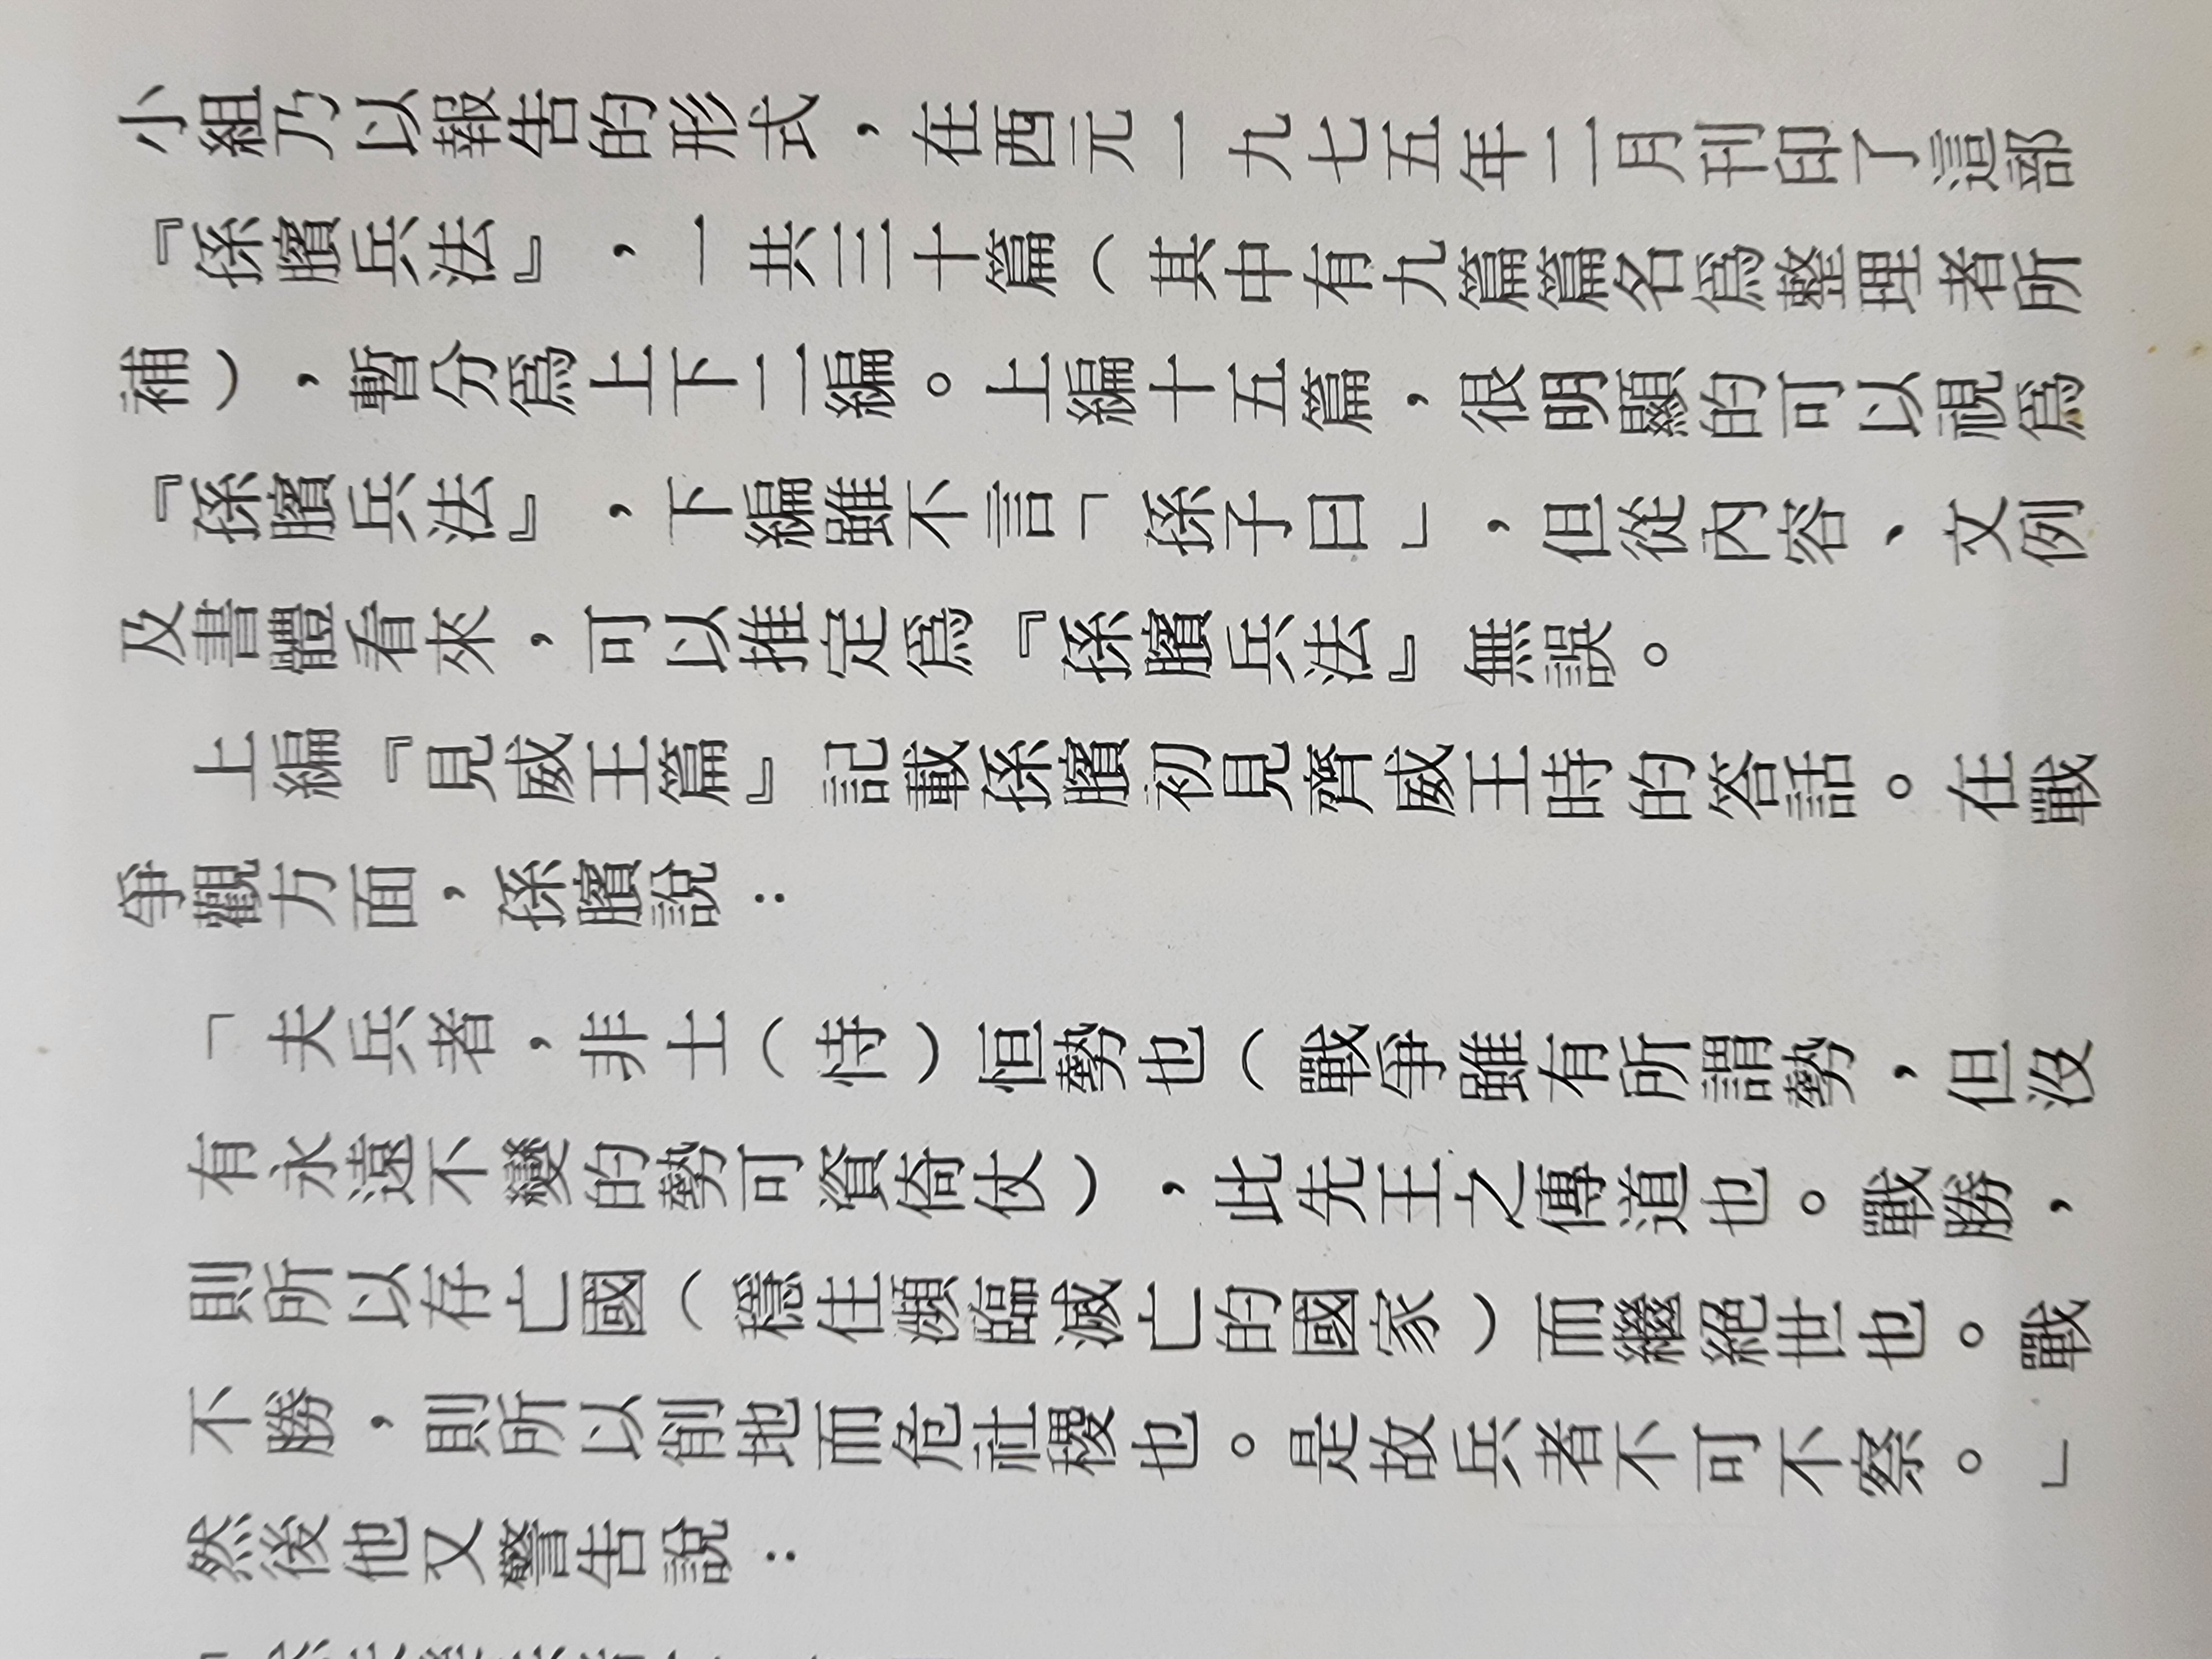 小組乃以報告的形式，在西元一九七五年二月刊印了這部
『孫臏兵法』，一共三十篇（其中有九篇篇名爲整理者所
補），暫分爲上下二編。上編十五篇，很明顯的可以視爲
『孫臏兵法』，下編雖不言「孫子曰」，但從內容、文例
及書體看來，可以推定爲『孫臏兵法』無誤。
上編『見威王篇』記載孫臏初見齊威王時的答話。在戰
爭觀方面，孫臏說：
「夫兵者，非士（恃）恒勢也（戰爭雖有所謂勢，但沒
有永遠不變的勢可資倚仗），此先王之傳道也。戰勝，
則所以存亡國（穩住瀕臨滅亡的國家）而繼絕世也。戰
不勝，則所以削地而危社稷也。是故兵者不可不察。」
然後他又警告說：